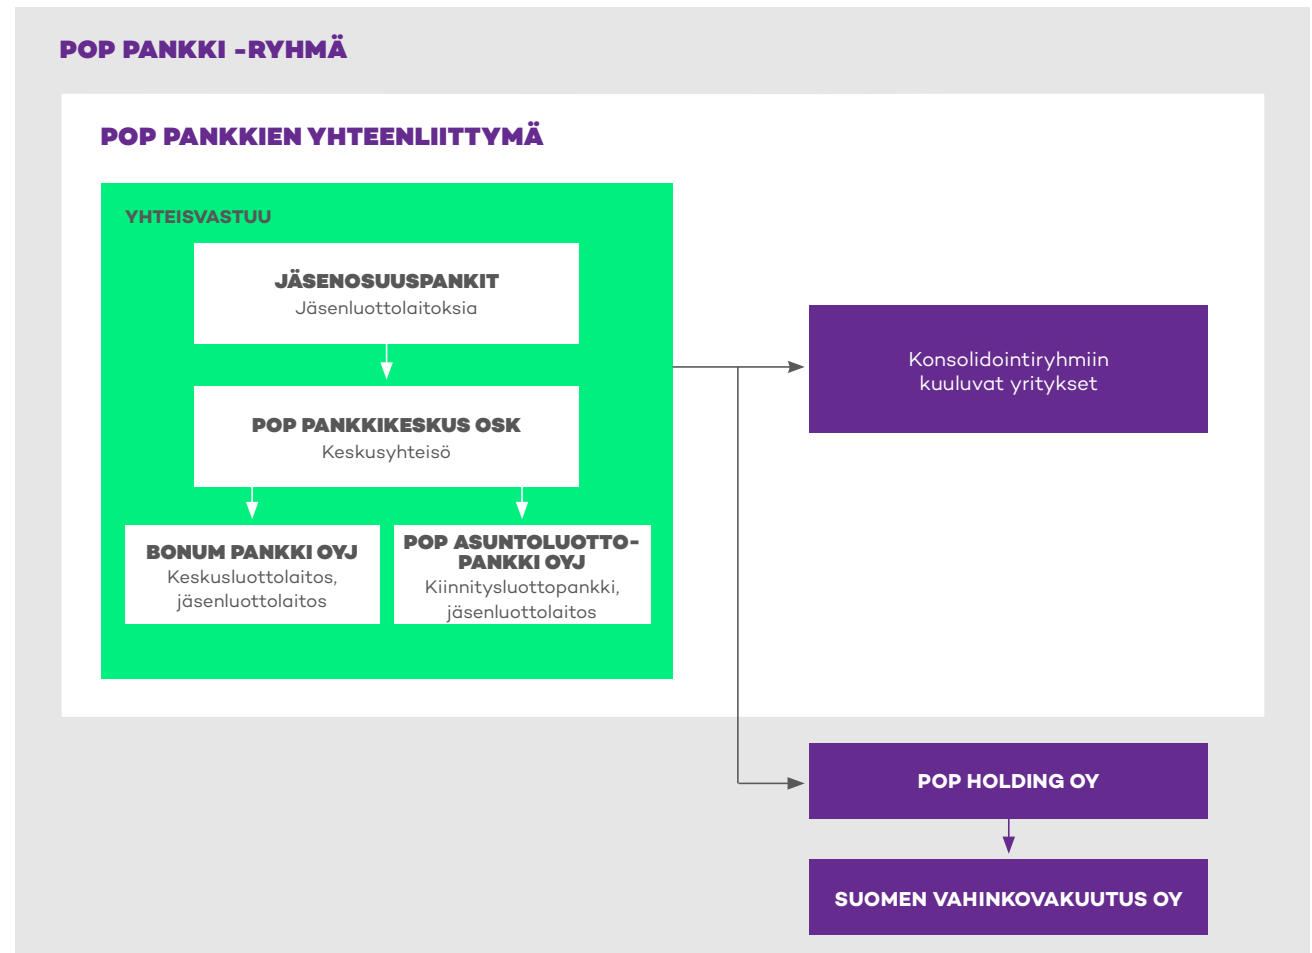 POP PANKKI -RYHMÄ
POP PANKKIEN YHTEENLIITTYMÄ
YHTEISVASTUU
JÄSENOSUUSPANKIT
Jäsenluottolaitoksia
POP PANKKIKESKUS OSK
Keskusyhteisö
BONUM PANKKI OYJ
Keskusluottolaitos,
jäsenluottolaitos
POP ASUNTOLUOTTO-
PANKKI OYJ
Kiinnitysluottopankki,
jäsenluottolaitos
Konsolidointiryhmiin
kuuluvat yritykset
POP HOLDING OY
SUOMEN VAHINKOVAKUUTUS OY